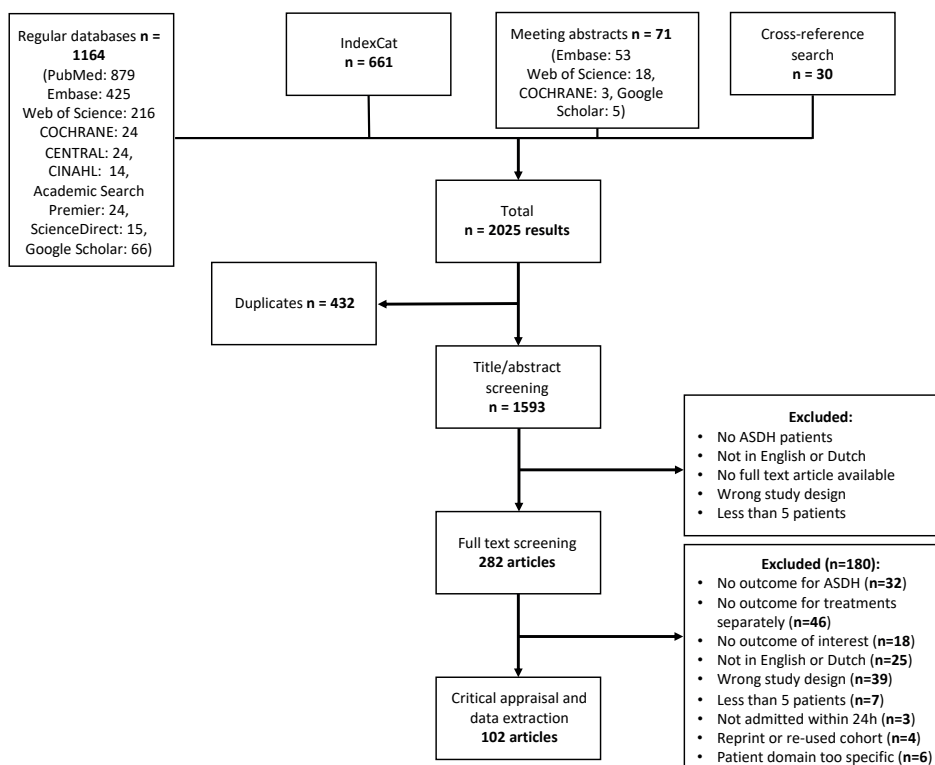 Regular databases n =
1164
(PubMed: 879
Embase: 425
Web of Science: 216
COCHRANE: 24
CENTRAL: 24,
CINAHL: 14,
Academic Search
Premier: 24,
ScienceDirect: 15,
Google Scholar: 66)
IndexCat
n = 661
Meeting abstracts n = 71
(Embase: 53
Web of Science: 18,
COCHRANE: 3, Google
Scholar: 5)
Cross-reference
search
n = 30
Total
n = 2025 results
Duplicates n = 432
Title/abstract
screening
n = 1593
Excluded:
• No ASDH patients
• Not in English or Dutch
• No full text article available
• Wrong study design
• Less than 5 patients
Full text screening
282 articles
Excluded (n=180):
• No outcome for ASDH (n=32)
• No outcome for treatments
separately (n=46)
• No outcome of interest (n=18)
• Not in English or Dutch (n=25)
• Wrong study design (n=39)
• Less than 5 patients (n=7)
• Not admitted within 24h (n=3)
• Reprint or re-used cohort (n=4)
• Patient domain too specific (n=6)
Critical appraisal and
data extraction
102 articles